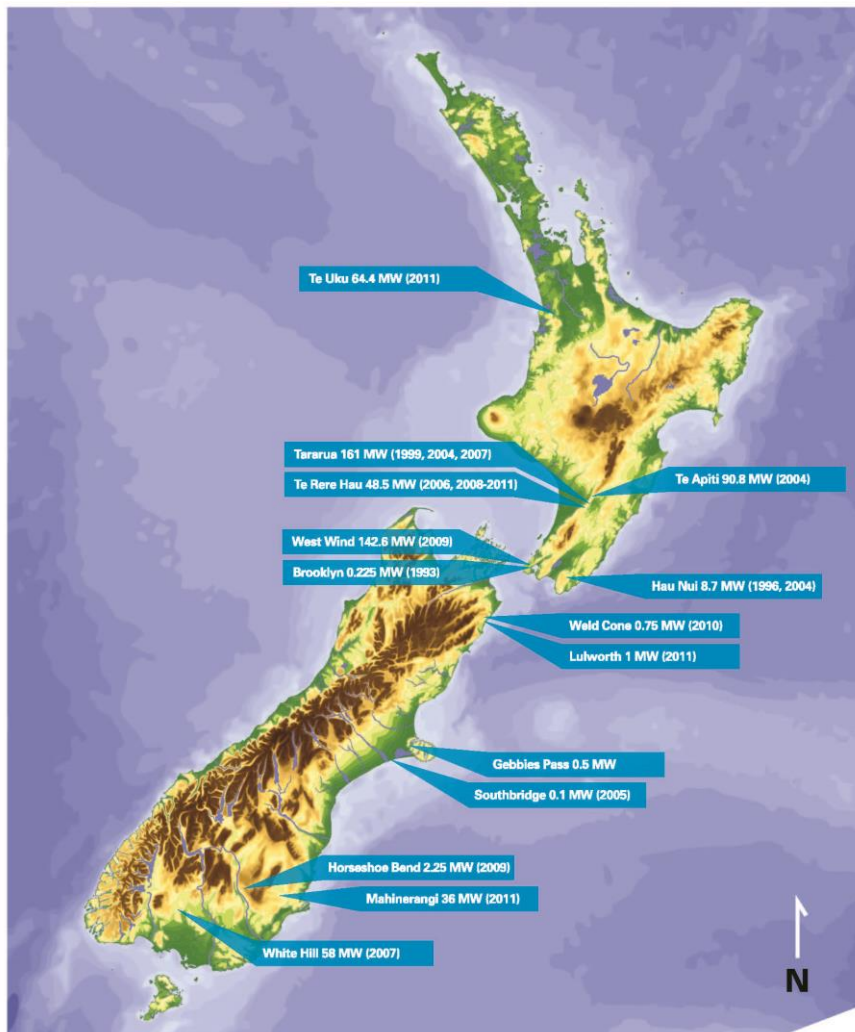 Te Uku 64.4 MW (2011)
Tararua 161 MW (1999, 2004, 2007)
Te Apiti 90.8 MW (2004)
Te Rere Hau 48.5 MW (2006, 2008-2011)
West Wind 142.6 MW (2009)
Brooklyn 0.225 MW (1993)
Hau Nui 8.7 MW (1996, 2004)
Weld Cone 0.75 MW (2010)
Lulworth 1 MW (2011)
Gebbies Pass 0.5 MW
Southbridge 0.1 MW (2005)
Horseshoe Bend 2.25 MW (2009)
Mahinerangi 36 MW (2011)
White Hill 58 MW (2007)
N